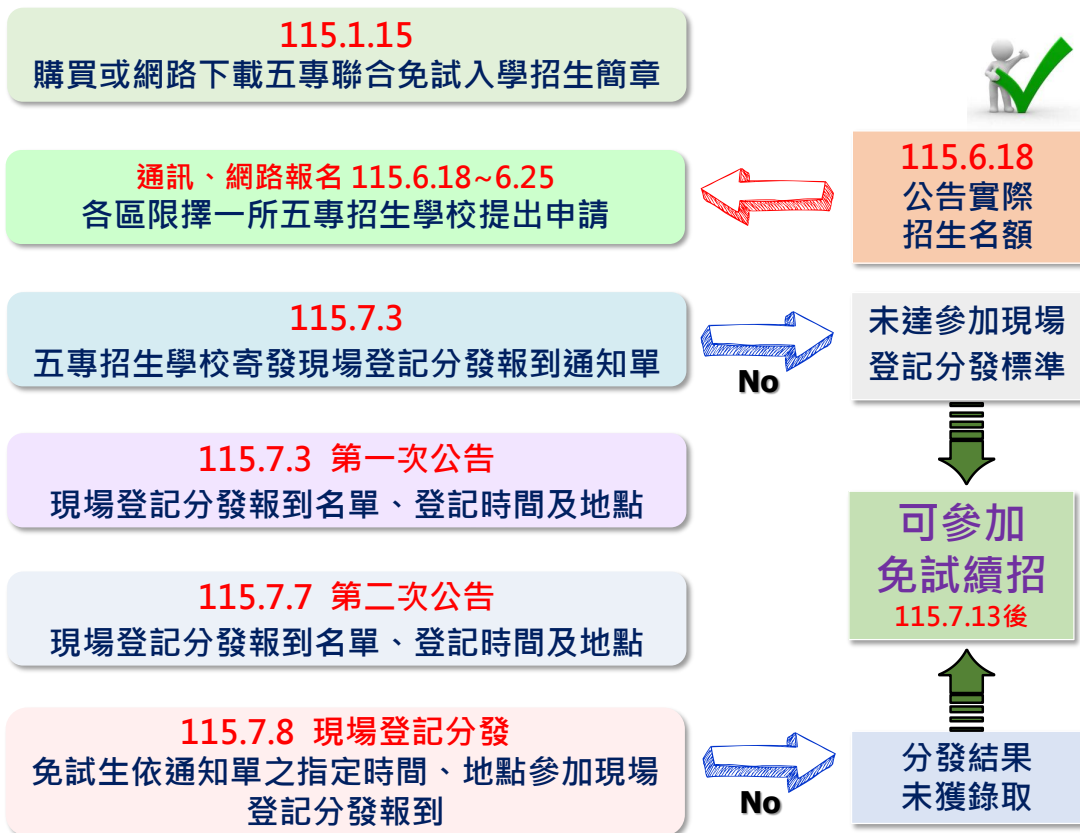 115.1.15
購買或網路下載五專聯合免試入學招生簡章
通訊、網路報名 115.6.18~6.25
各區限擇一所五專招生學校提出申請
115.6.18
公告實際
招生名額
115.7.3
五專招生學校寄發現場登記分發報到通知單
No
未達參加現場
登記分發標準
115.7.3 第一次公告
現場登記分發報到名單、登記時間及地點
可參加
免試續招
115.7.13後
115.7.7 第二次公告
現場登記分發報到名單、登記時間及地點
115.7.8 現場登記分發
免試生依通知單之指定時間、地點參加現場
登記分發報到
No
分發結果
未獲錄取